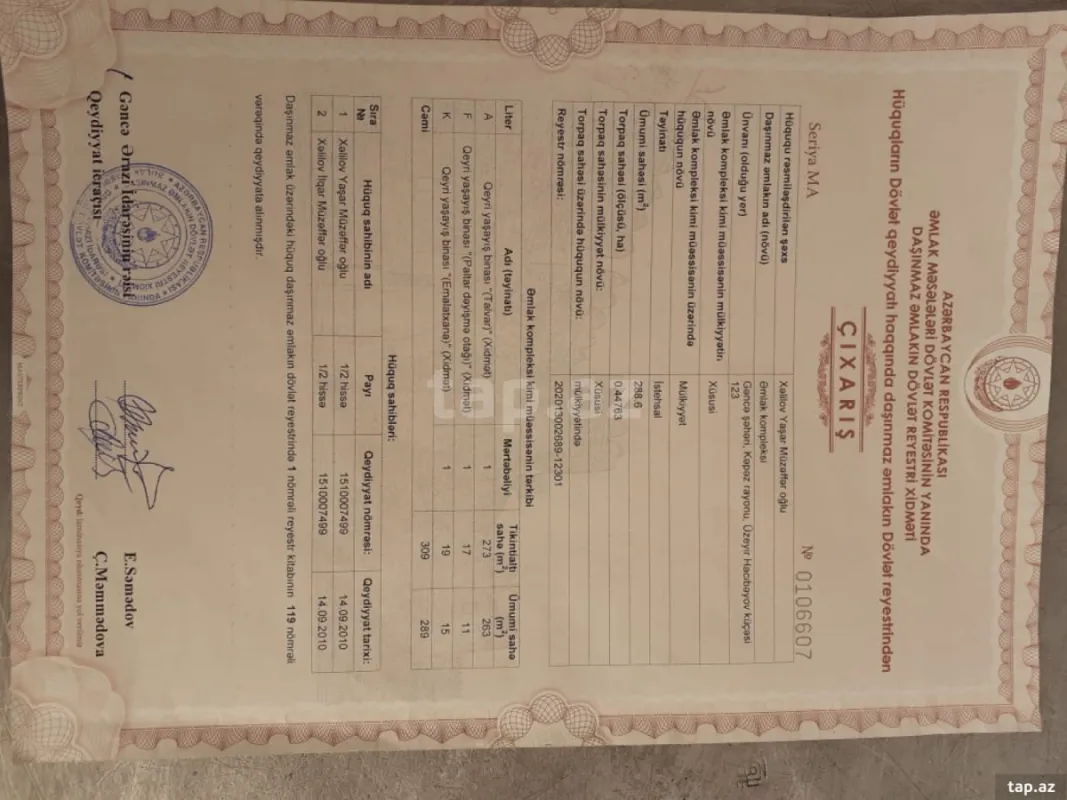 AZƏRBAYCAN RESPUBLİKASI
ƏMLAK MƏSƏLƏLƏRİ DÖVLƏT KOMİTƏSİNİN YANINDA
DAŞINMAZ ƏMLAKIN DÖVLƏT REYESTRİ XİDMƏTİ
ÇIXARIŞ
Hüquqların Dövlət qeydiyyatı haqqında daşınmaz əmlakın Dövlət reyestrindən
Seriya MA № 0106607
Hüququ rəsmiləşdirilən şəxs Xəlilov Yaşar Müzəffər oğlu
Daşınmaz əmlakın adı (növü) Əmlak kompleksi
Ünvanı (olduğu yer) Gəncə şəhəri, Kəpəz rayonu, Üzeyir Hacıbəyov küçəsi
123
Əmlak kompleksi kimi müəssisənin mülkiyyətin
növü Xüsusi
Əmlak kompleksi kimi müəssisənin üzərində
hüququn növü Mülkiyyət
Təyinatı İstehsal
Ümumi sahəsi (m²) 288.6
Torpaq sahəsi (ölçüsü, ha) 0.44763
Torpaq sahəsinin mülkiyyət növü: Xüsusi
Torpaq sahəsi üzərində hüququn növü: mülkiyyətində
Reyestr nömrəsi: 202013002689-12301
Əmlak kompleksi kimi müəssisənin tərkibi
Liter Adı (təyinatı) Mərtəbəliyi Tikintialtı sahə (m²) Ümumi sahə (m²)
A Qeyri yaşayış binası "(Talvar)" (Xidmət) 1 273 263
F Qeyri yaşayış binası "(Paltar dəyişmə otağı)" (Xidmət) 1 17 11
K Qeyri yaşayış binası "(Emalatxana)" (Xidmət) 1 19 15
Cəmi 309 289
Hüquq sahibləri:
Sıra № Hüquq sahibinin adı Payı Qeydiyyat nömrəsi: Qeydiyyat tarixi:
1 Xəlilov Yaşar Müzəffər oğlu 1/2 hissə 1510007499 14.09.2010
2 Xəlilov İlqar Müzəffər oğlu 1/2 hissə 1510007499 14.09.2010
Daşınmaz əmlak üzərindəki hüquq daşınmaz əmlakın dövlət reyestrində 1 nömrəli reyestr kitabının 119 nömrəli
vərəqində qeydiyyata alınmışdır.
Gəncə Ərazi İdarəsinin rəisi E.Səmədov
Qeydiyyat icraçısı Ç.Məmmədova
tap.az
tap.az